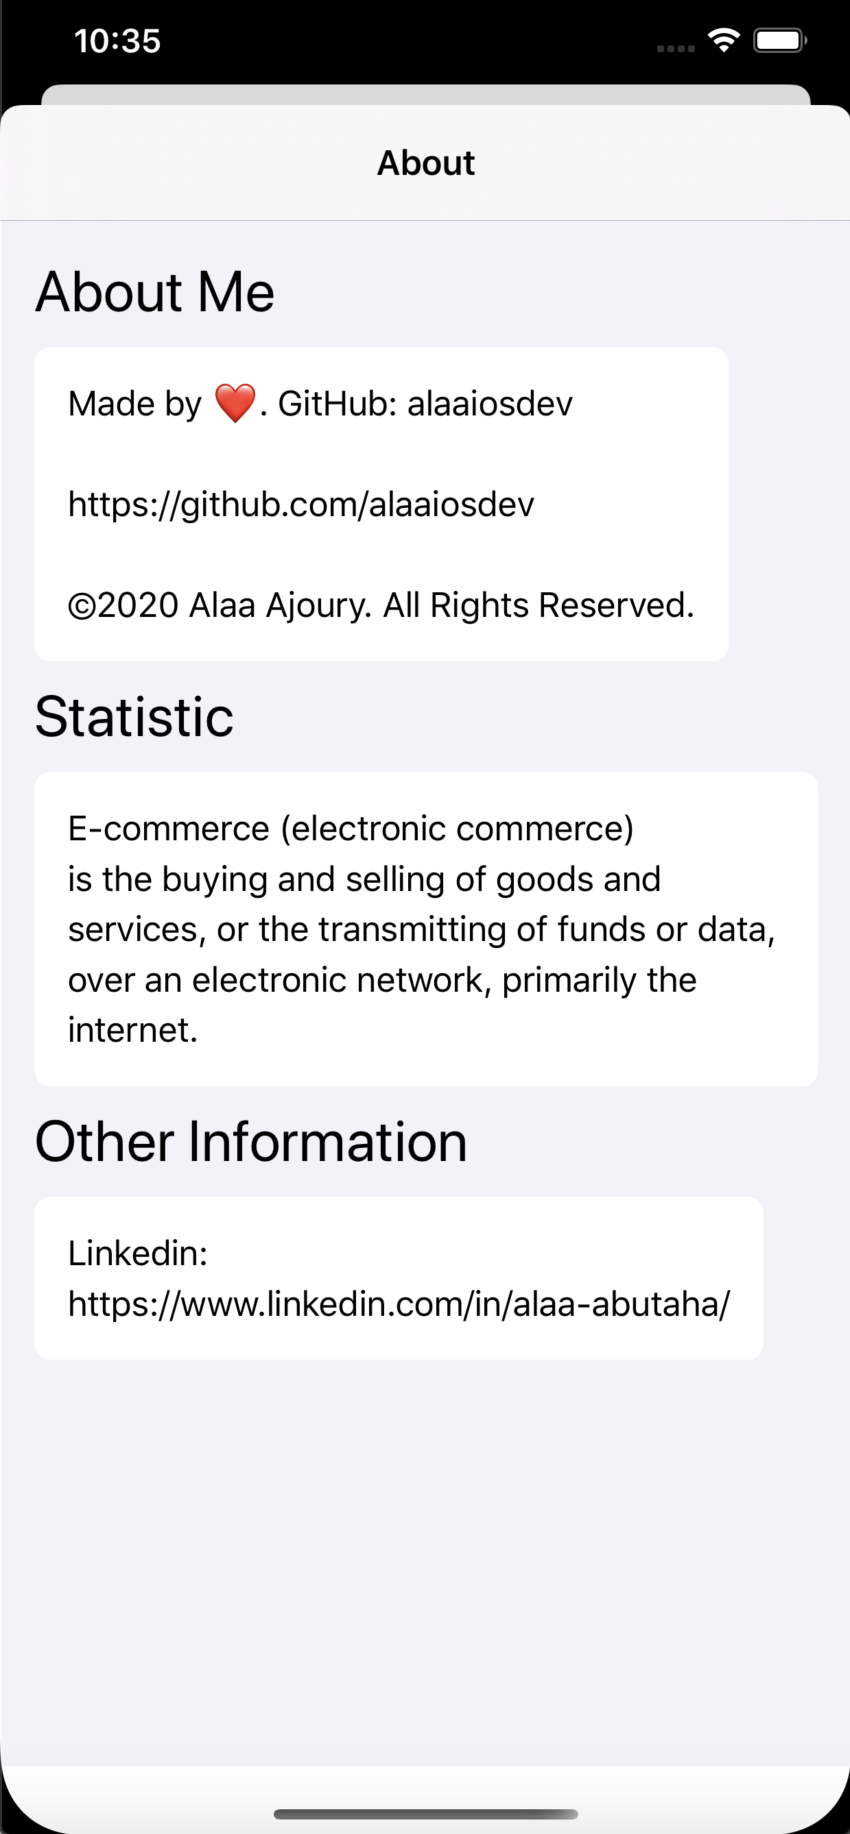 10:35
About
About Me
Made by ❤️. GitHub: alaaiosdev
https://github.com/alaaiosdev
©2020 Alaa Ajoury. All Rights Reserved.
Statistic
E-commerce (electronic commerce)
is the buying and selling of goods and
services, or the transmitting of funds or data,
over an electronic network, primarily the
internet.
Other Information
Linkedin:
https://www.linkedin.com/in/alaa-abutaha/